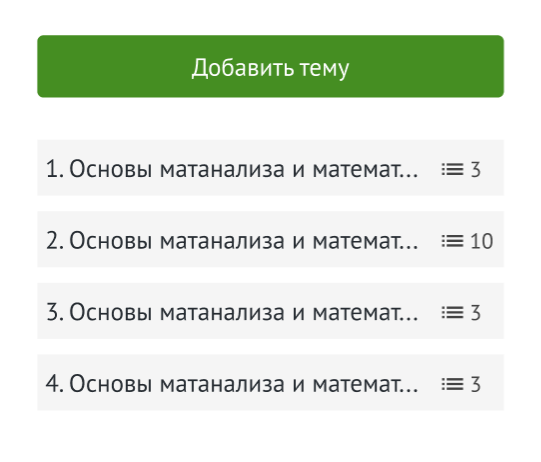 Добавить тему
1. Основы матанализа и математ... 3
2. Основы матанализа и математ... 10
3. Основы матанализа и математ... 3
4. Основы матанализа и математ... 3